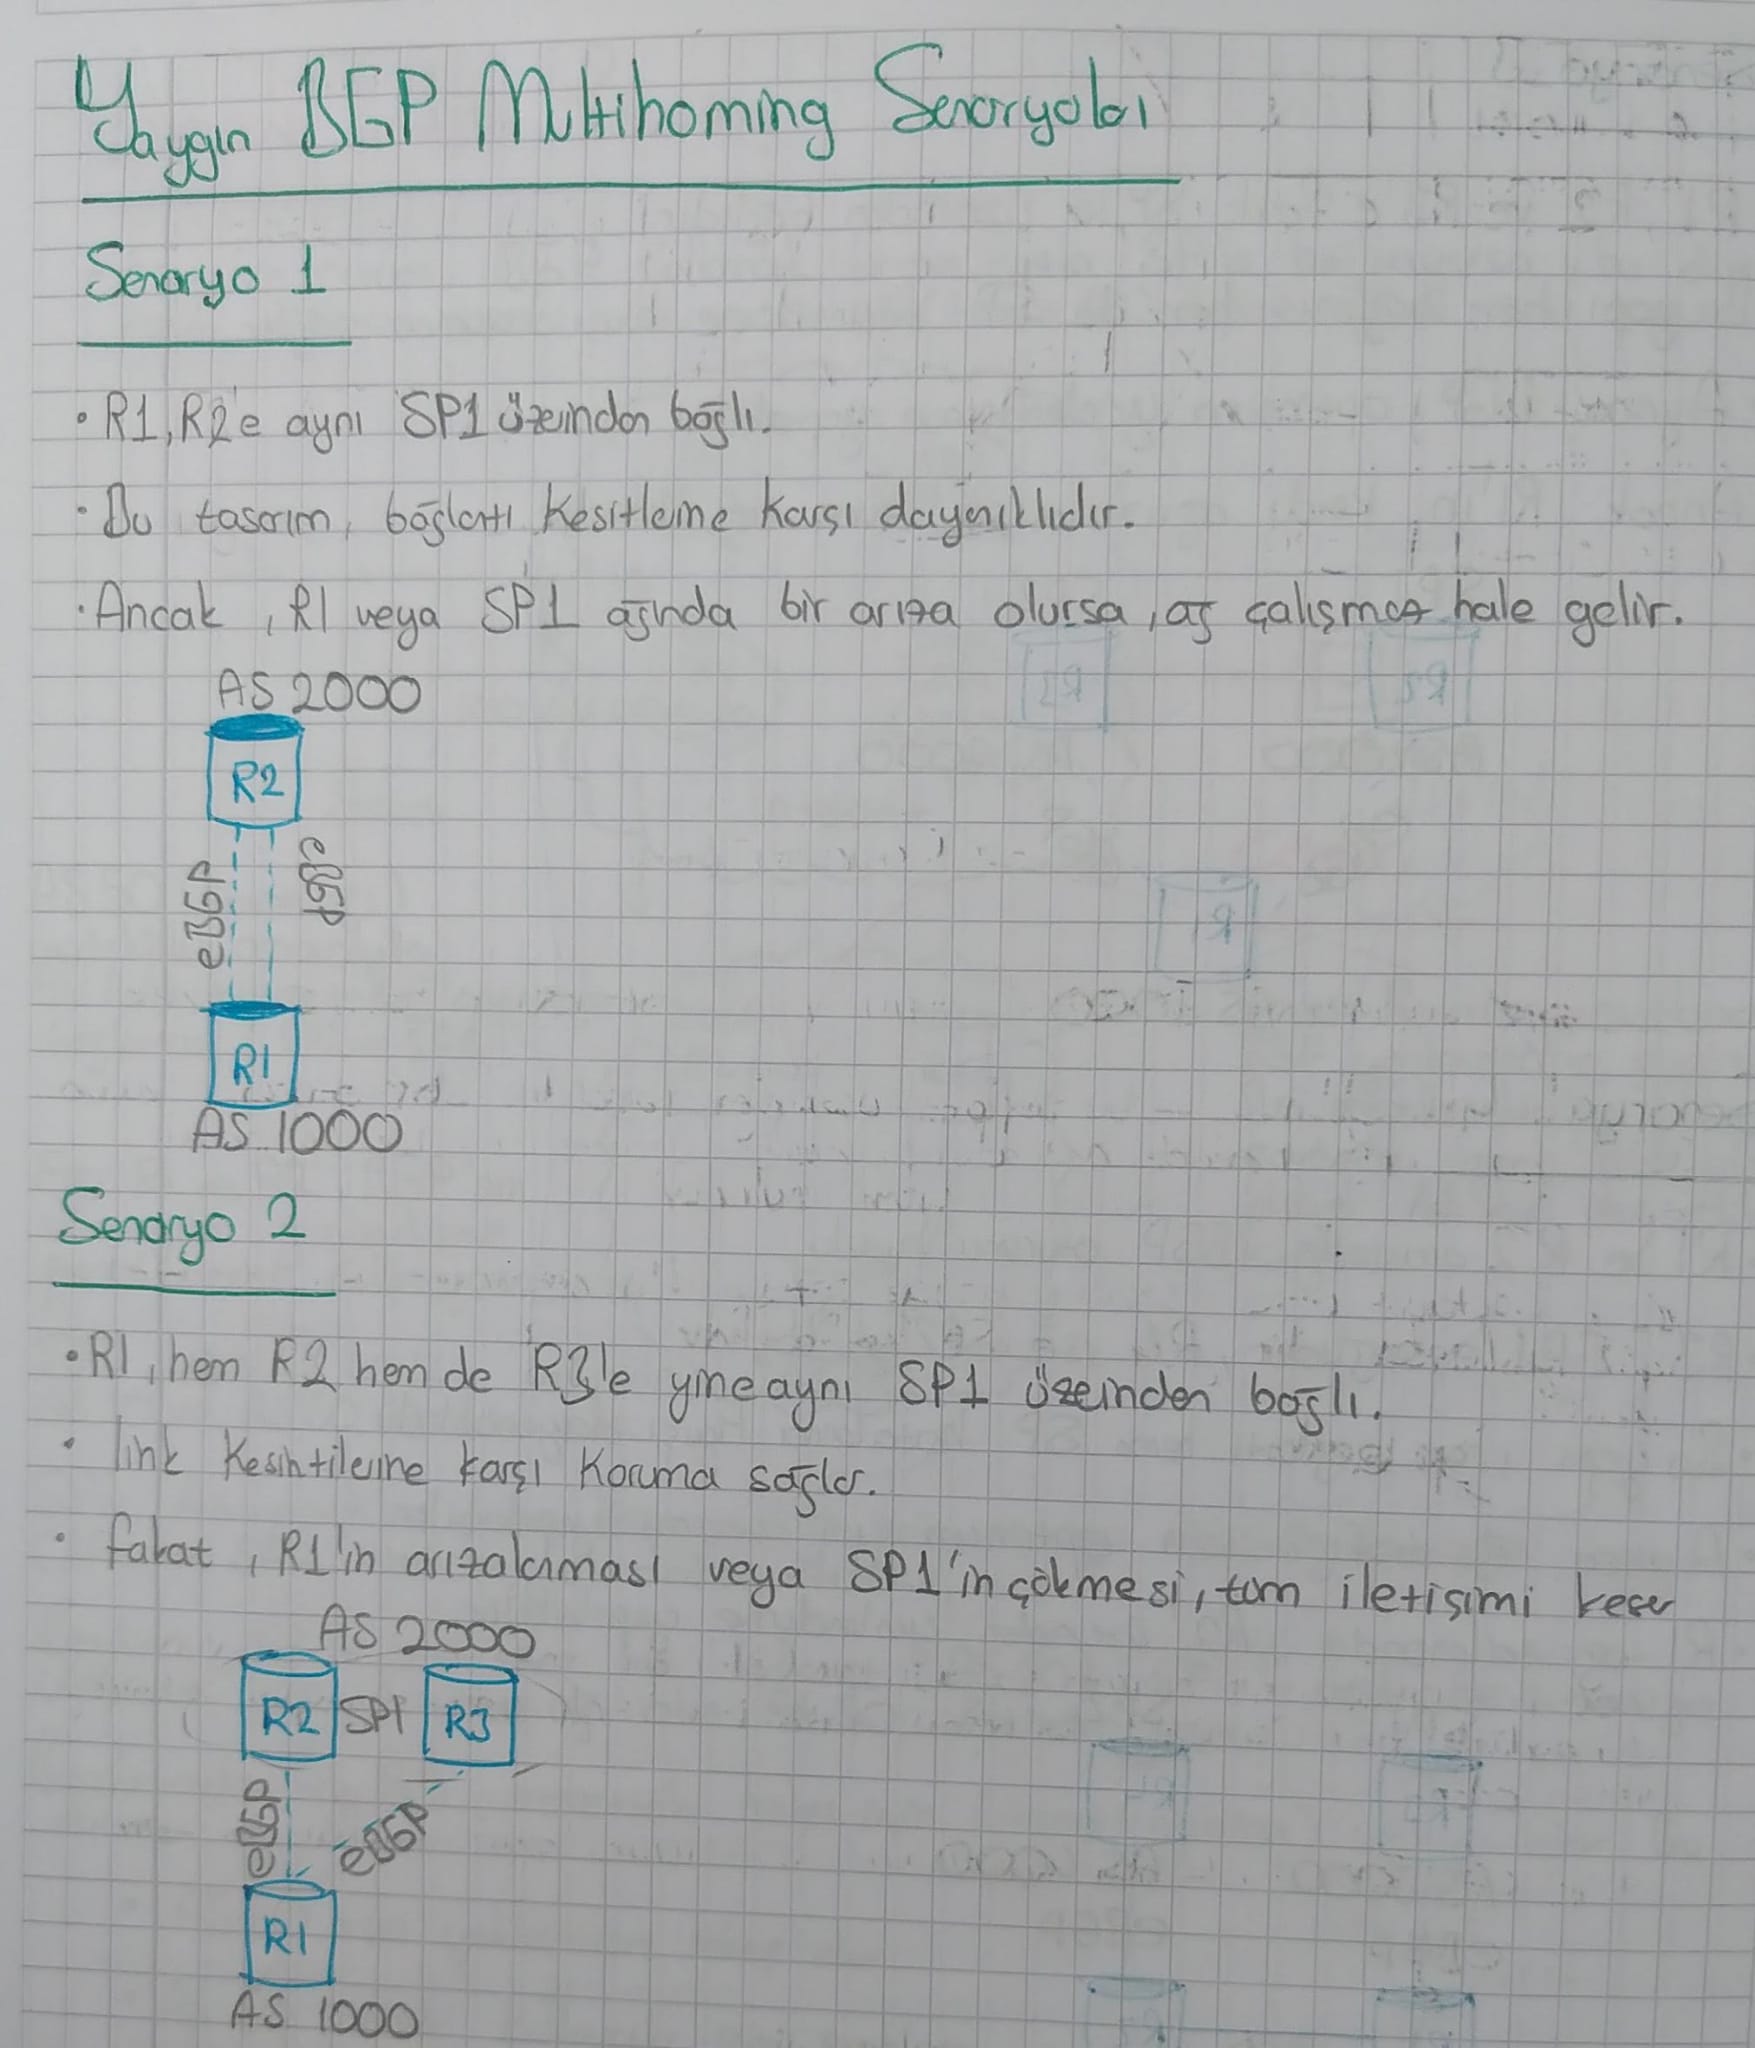 Yaygın BGP Multihoming Senaryoları
Senaryo 1
• R1, R2'e aynı SP1 üzerinden bağlı.
• Bu tasarım, bağlantı kesitlerine karşı dayanıklıdır.
• Ancak, R1 veya SP1 ağında bir arıza olursa, ağ çalışmaz hale gelir.
AS 2000
R2
eBGP
eBGP
R1
AS 1000
Senaryo 2
• R1, hem R2 hem de R3'e yine aynı SP1 üzerinden bağlı.
• link kesintilerine karşı koruma sağlar.
• fakat, R1'in arızalanması veya SP1'in çökmesi, tüm iletişimi keser
AS 2000
R2 SP1 R3
eBGP
eBGP
R1
AS 1000